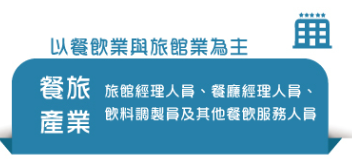 以餐飲業與旅館業為主
餐旅
產業
旅館經理人員、餐廳經理人員、
飲料調製員及其他餐飲服務人員